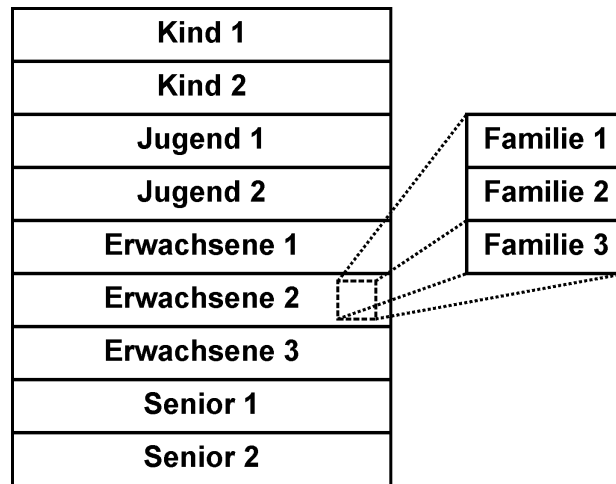 Kind 1
Kind 2
Jugend 1
Jugend 2
Erwachsene 1
Erwachsene 2
Erwachsene 3
Senior 1
Senior 2
Familie 1
Familie 2
Familie 3